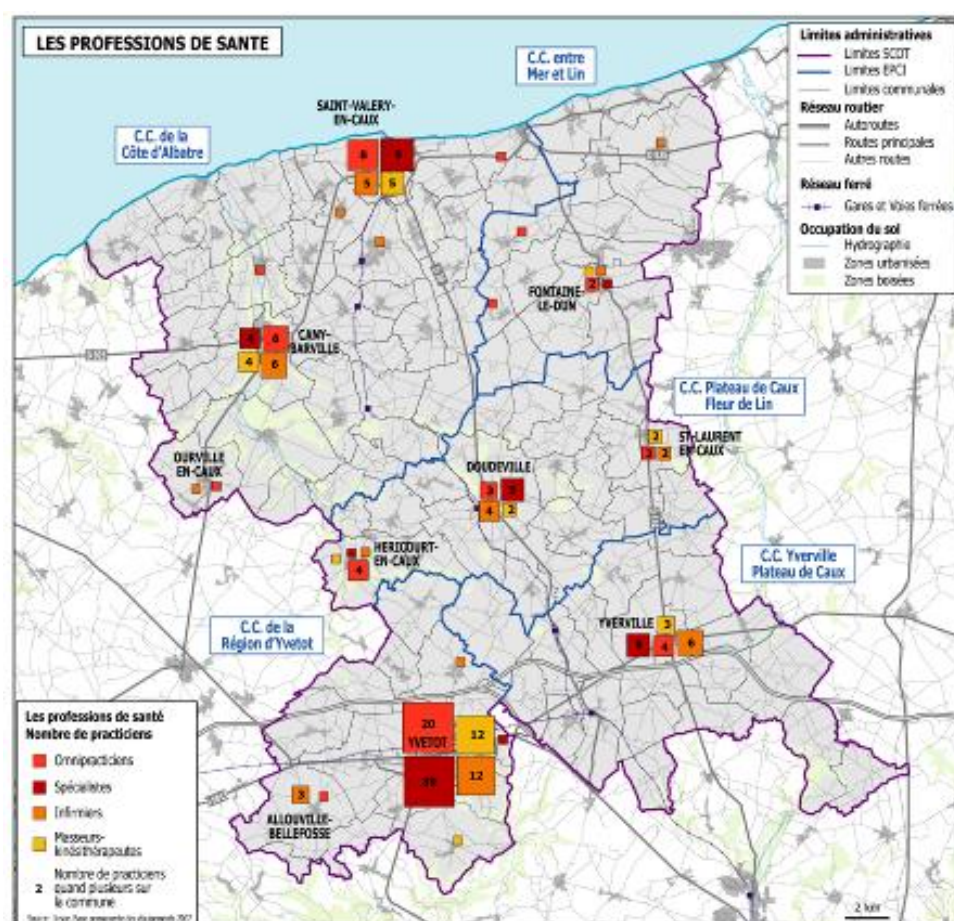 LES PROFESSIONS DE SANTE
C.C. entre
Mer et Lin
SAINT-VALERY-
EN-CAUX
C.C. de la
Côte d'Albatre
Limites administratives
Limites SCOT
Limites EPCI
Limites communales
Réseau routier
Autoroutes
Routes principales
Autres routes
Réseau ferré
Gares et Voies ferrées
Occupation du sol
Hydrographie
Zones urbanisées
Zones boisées
5
5
2
FONTAINE-
LE-DUN
6
CANY-
BARVILLE
4
6
C.C. Plateau de Caux
Fleur de Lin
2
ST-LAURENT
EN-CAUX
2
OURVILLE
EN-CAUX
DOUDEVILLE
4
2
HERICOURT-
EN-CAUX
4
C.C. Yverville
Plateau de Caux
C.C. de la
Région d'Yvetot
YVERVILLE
3
4
6
20
YVETOT
12
12
3
ALLOUVILLE-
BELLEFOSSE
Les professions de santé
Nombre de practiciens
Omnipracticiens
Spécialistes
Infirmiers
Masseurs-
kinésithérapeutes
2
Nombre de practiciens
quand plusieurs sur
la commune
2 km